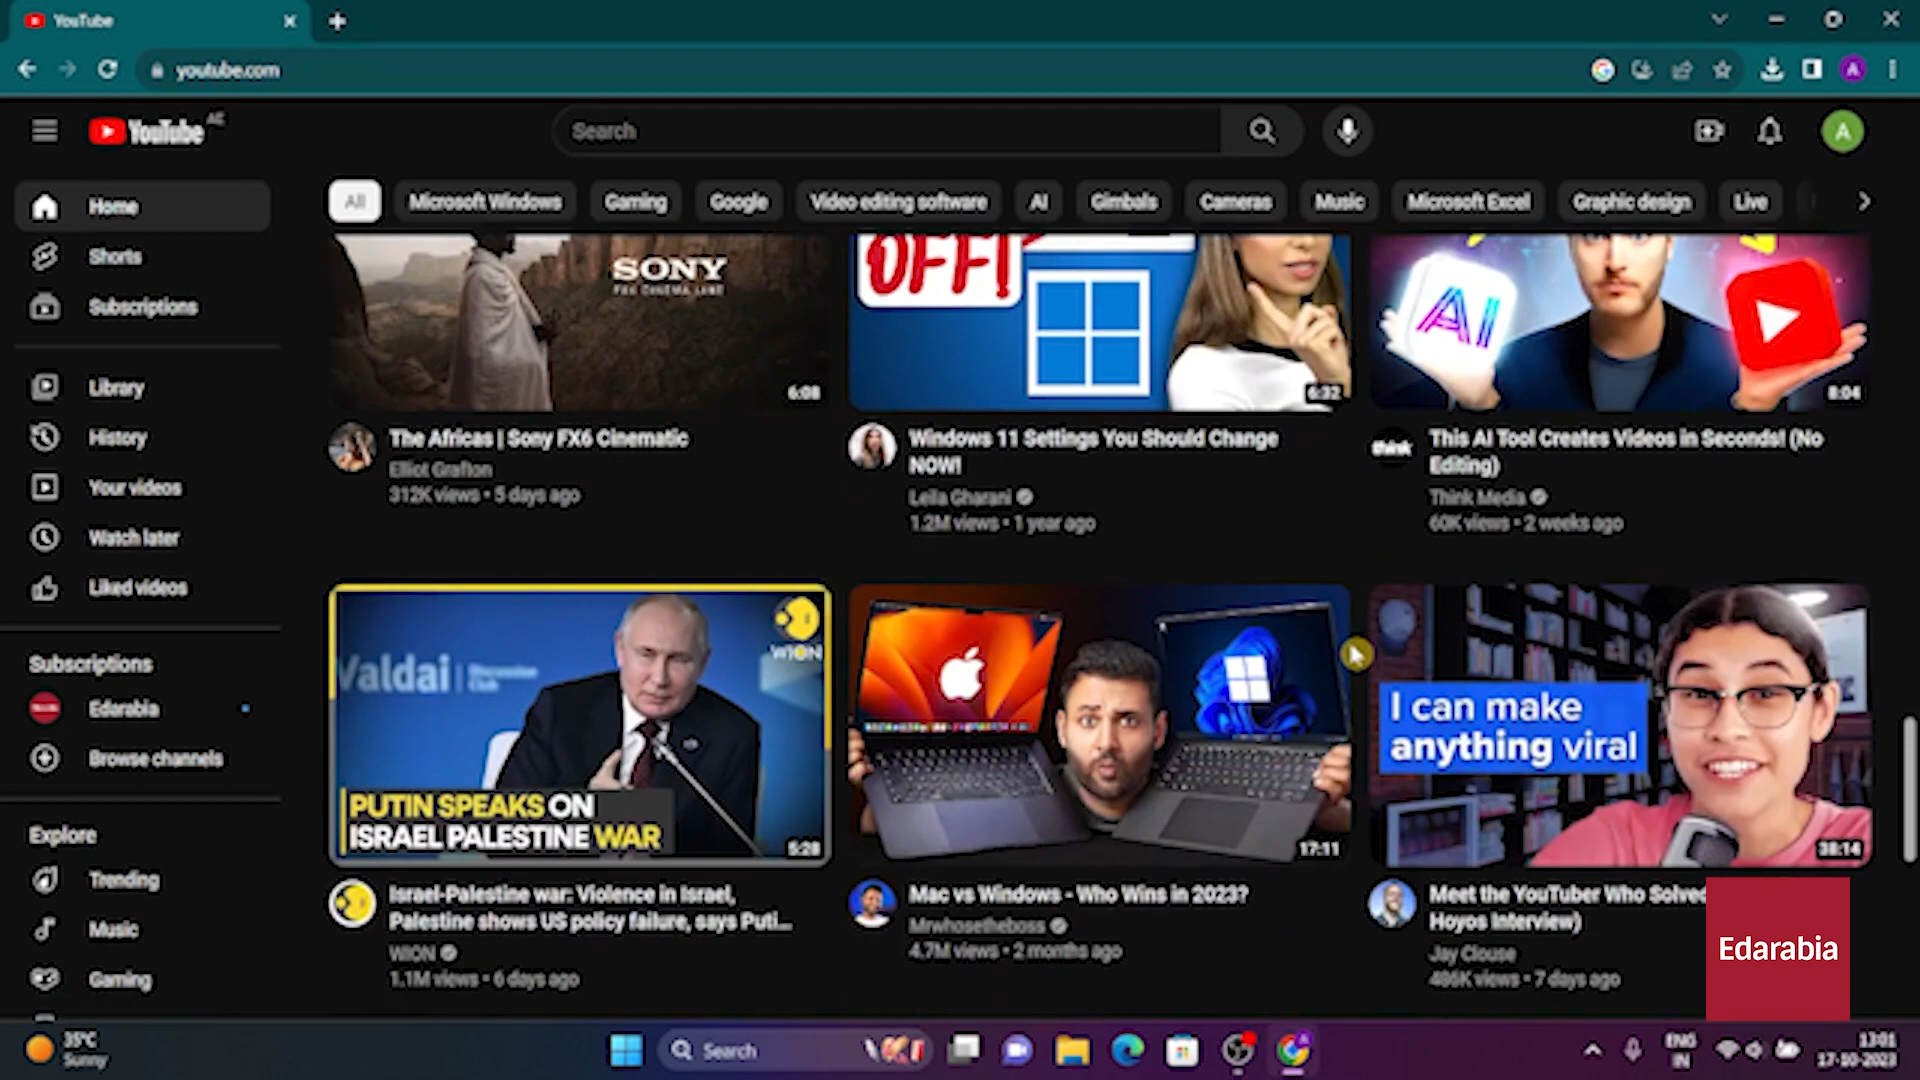 YouTube
youtube.com
A
YouTube AE
Search
A
Home
Shorts
Subscriptions
Library
History
Your videos
Watch later
Liked videos
Subscriptions
Edarabia
Browse channels
Explore
Trending
Music
Gaming
All
Microsoft Windows
Gaming
Google
Video editing software
AI
Gimbals
Cameras
Music
Microsoft Excel
Graphic design
Live
SONY
6:08
The Africas | Sony FX6 Cinematic
Elliot Grafton
312K views • 5 days ago
OFF!
6:32
Windows 11 Settings You Should Change
NOW!
Leila Gharani
1.2M views • 1 year ago
AI
8:04
This AI Tool Creates Videos in Seconds! (No
Editing)
think
Think Media
60K views • 2 weeks ago
Valdai
Discussion
Club
WION
PUTIN SPEAKS ON
ISRAEL PALESTINE WAR
5:28
Israel-Palestine war: Violence in Israel,
Palestine shows US policy failure, says Puti...
WION
1.1M views • 6 days ago
17:11
Mac vs Windows - Who Wins in 2023?
Mrwhosetheboss
4.7M views • 2 months ago
I can make
anything viral
38:14
Meet the YouTuber Who Solved
Hoyos Interview)
Jay Clouse
486K views • 7 days ago
Edarabia
35°C
Sunny
Search
ENG
IN
13:01
17-10-2023